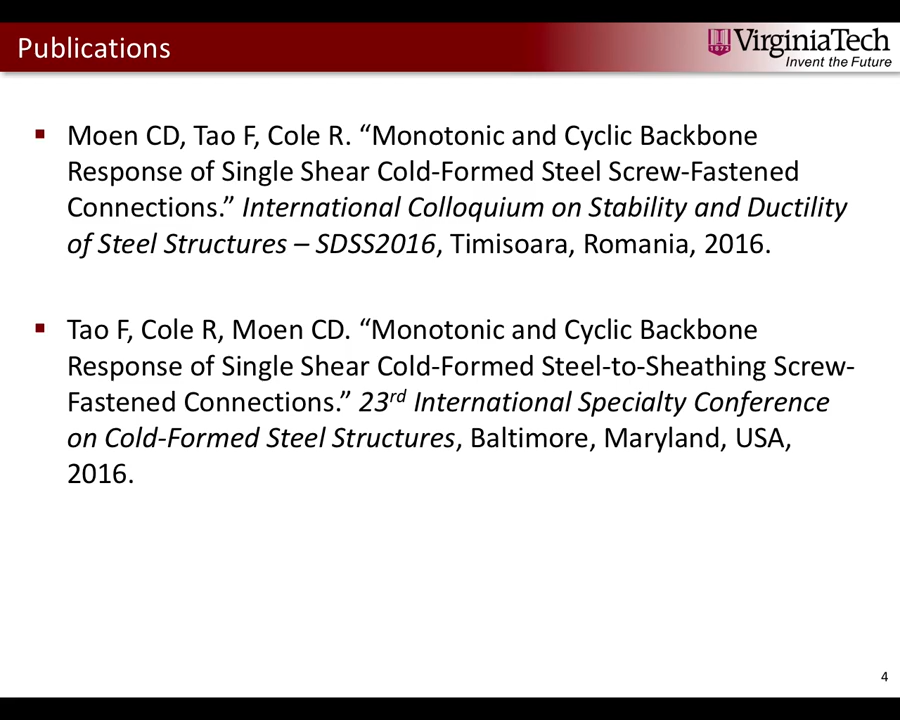 Publications
1872
VirginiaTech
Invent the Future
▪ Moen CD, Tao F, Cole R. “Monotonic and Cyclic Backbone
Response of Single Shear Cold-Formed Steel Screw-Fastened
Connections.” International Colloquium on Stability and Ductility
of Steel Structures – SDSS2016, Timisoara, Romania, 2016.
▪ Tao F, Cole R, Moen CD. “Monotonic and Cyclic Backbone
Response of Single Shear Cold-Formed Steel-to-Sheathing Screw-
Fastened Connections.” 23rd International Specialty Conference
on Cold-Formed Steel Structures, Baltimore, Maryland, USA,
2016.
4